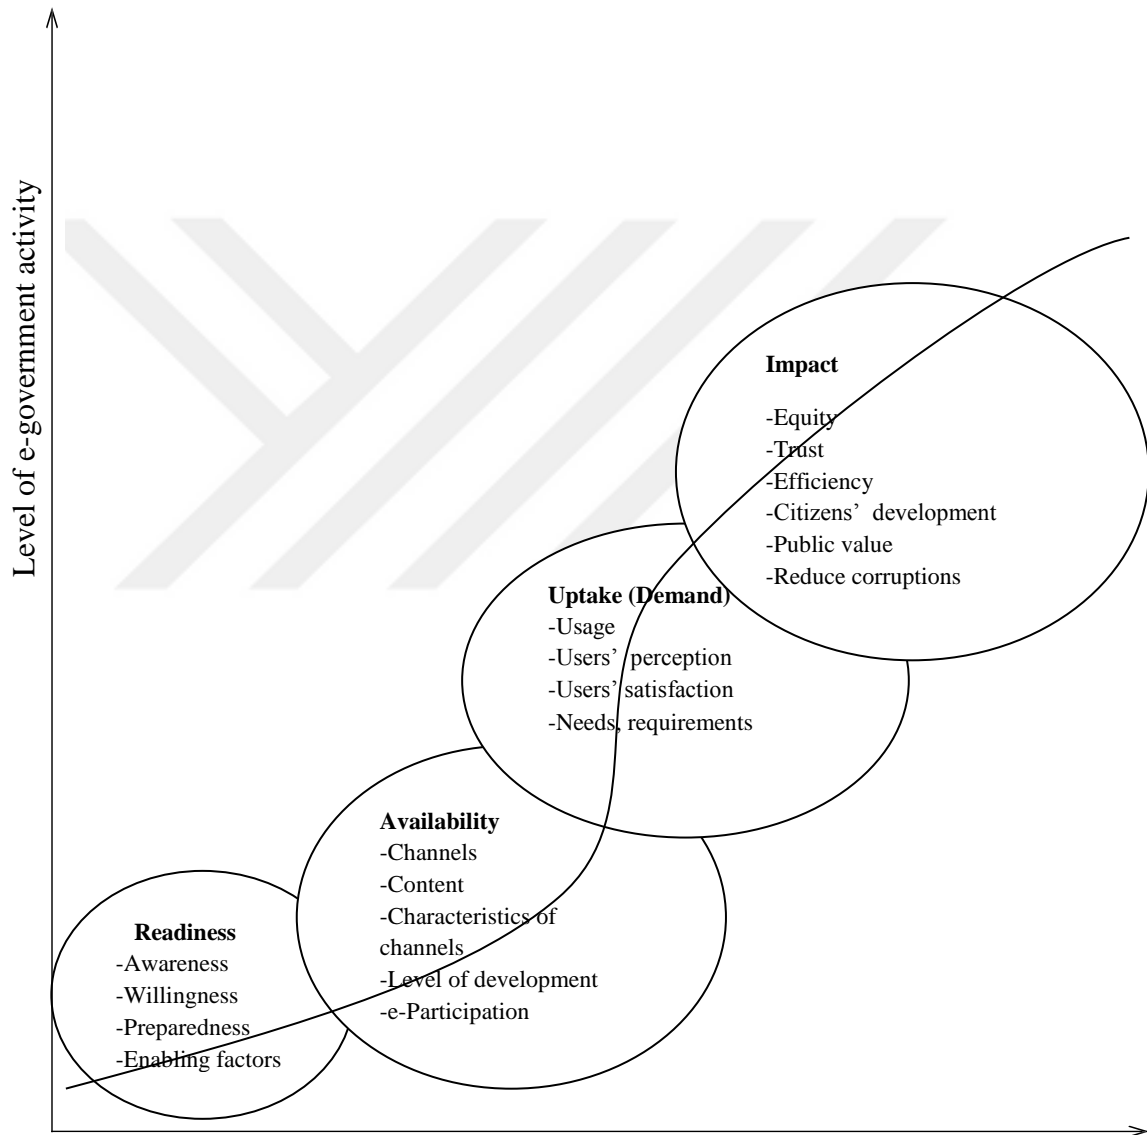 Level of e-government activity
Impact
-Equity
-Trust
-Efficiency
-Citizens’ development
-Public value
-Reduce corruptions
Uptake (Demand)
-Usage
-Users’ perception
-Users’ satisfaction
-Needs, requirements
Availability
-Channels
-Content
-Characteristics of
channels
-Level of development
-e-Participation
Readiness
-Awareness
-Willingness
-Preparedness
-Enabling factors